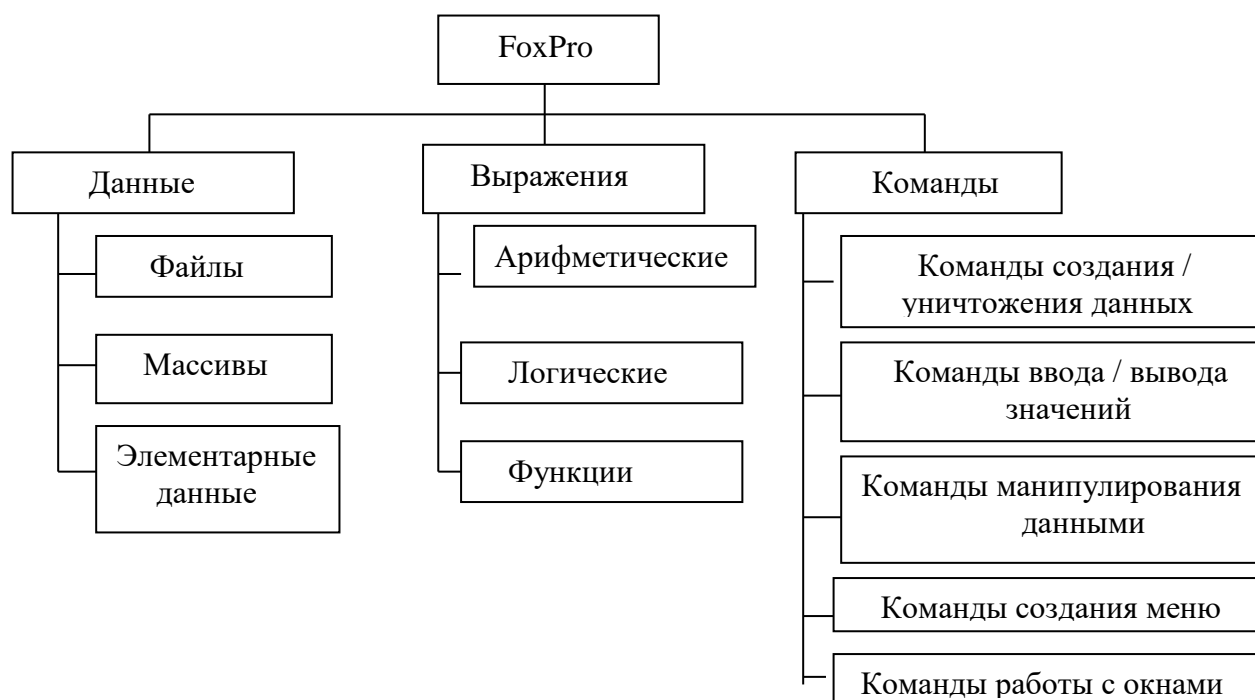 FoxPro
Данные
Выражения
Команды
Файлы
Массивы
Элементарные
данные
Арифметические
Логические
Функции
Команды создания /
уничтожения данных
Команды ввода / вывода
значений
Команды манипулирования
данными
Команды создания меню
Команды работы с окнами